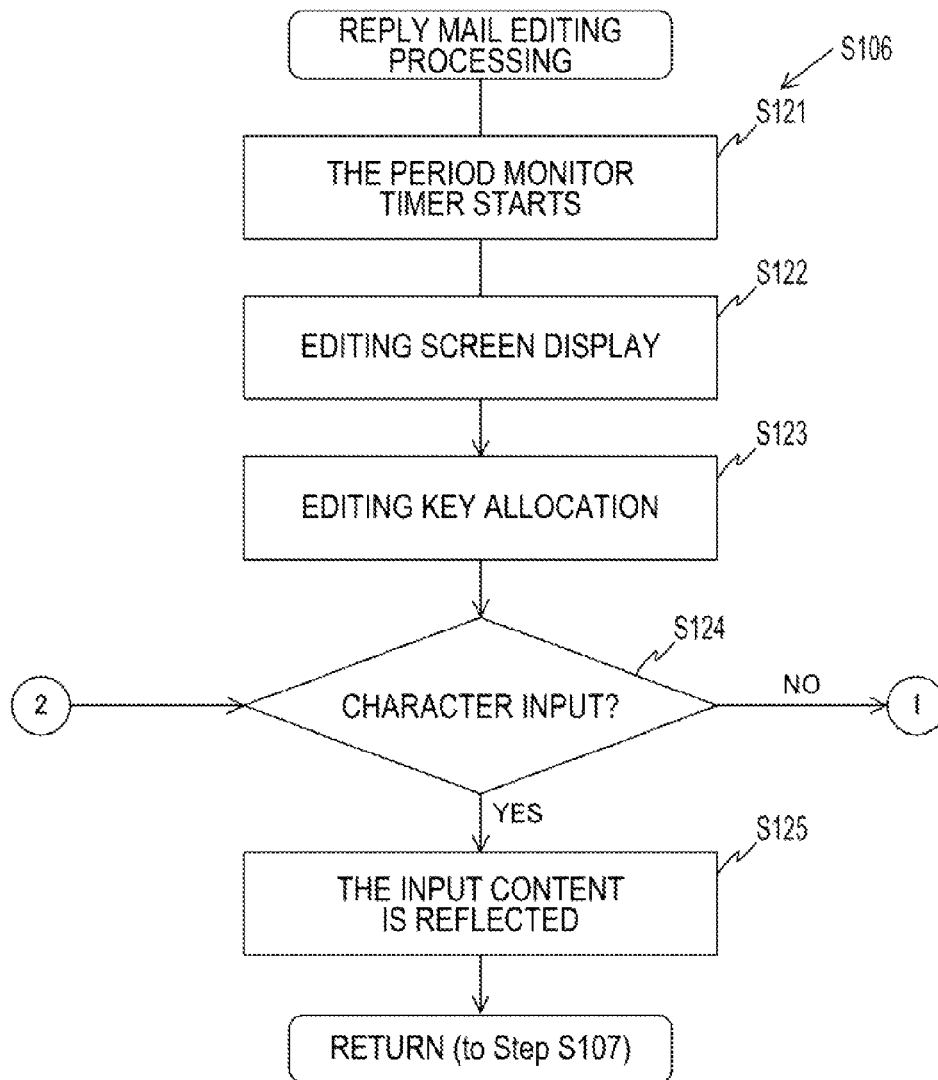 REPLY MAIL EDITING
PROCESSING
S106
S121
THE PERIOD MONITOR
TIMER STARTS
S122
EDITING SCREEN DISPLAY
S123
EDITING KEY ALLOCATION
S124
2
CHARACTER INPUT?
NO
1
YES
S125
THE INPUT CONTENT
IS REFLECTED
RETURN (to Step S107)